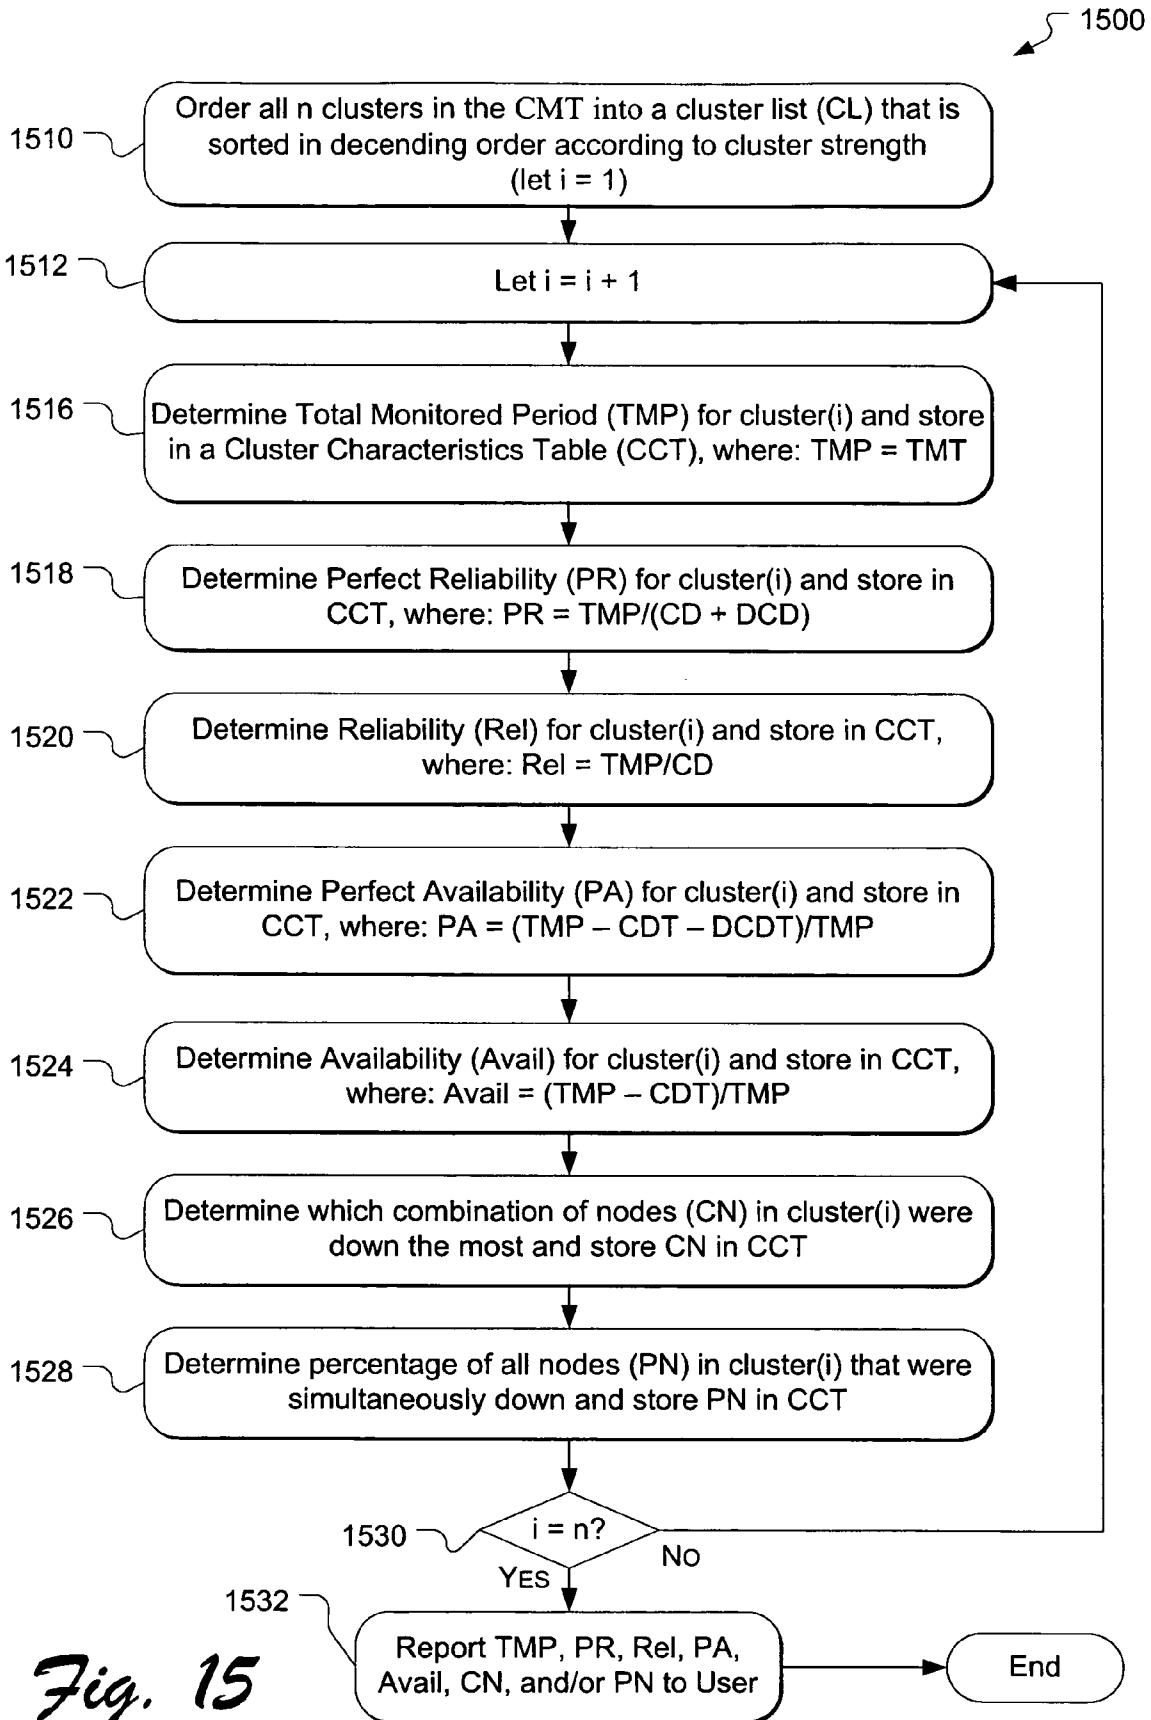 1500
1510
Order all n clusters in the CMT into a cluster list (CL) that is
sorted in decending order according to cluster strength
(let i = 1)
1512
Let i = i + 1
1516
Determine Total Monitored Period (TMP) for cluster(i) and store
in a Cluster Characteristics Table (CCT), where: TMP = TMT
1518
Determine Perfect Reliability (PR) for cluster(i) and store in
CCT, where: PR = TMP/(CD + DCD)
1520
Determine Reliability (Rel) for cluster(i) and store in CCT,
where: Rel = TMP/CD
1522
Determine Perfect Availability (PA) for cluster(i) and store in
CCT, where: PA = (TMP – CDT – DCDT)/TMP
1524
Determine Availability (Avail) for cluster(i) and store in CCT,
where: Avail = (TMP – CDT)/TMP
1526
Determine which combination of nodes (CN) in cluster(i) were
down the most and store CN in CCT
1528
Determine percentage of all nodes (PN) in cluster(i) that were
simultaneously down and store PN in CCT
1530
i = n?
NO
YES
1532
Report TMP, PR, Rel, PA,
Avail, CN, and/or PN to User
End
Fig. 15